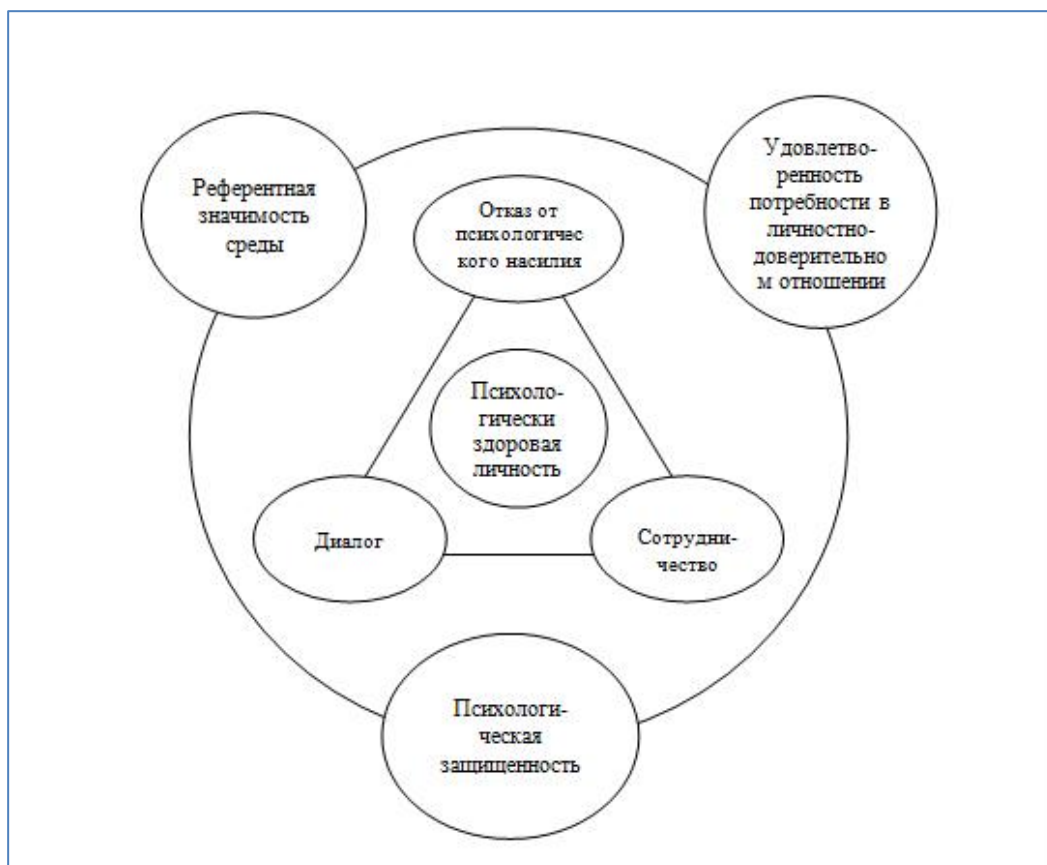 Референтная
значимость
среды
Удовлетво-
ренность
потребности в
личностно-
доверительно
м отношении
Отказ от
психологичес
кого насилия
Психоло-
гически
здоровая
личность
Диалог
Сотрудни-
чество
Психологи-
ческая
защищенность